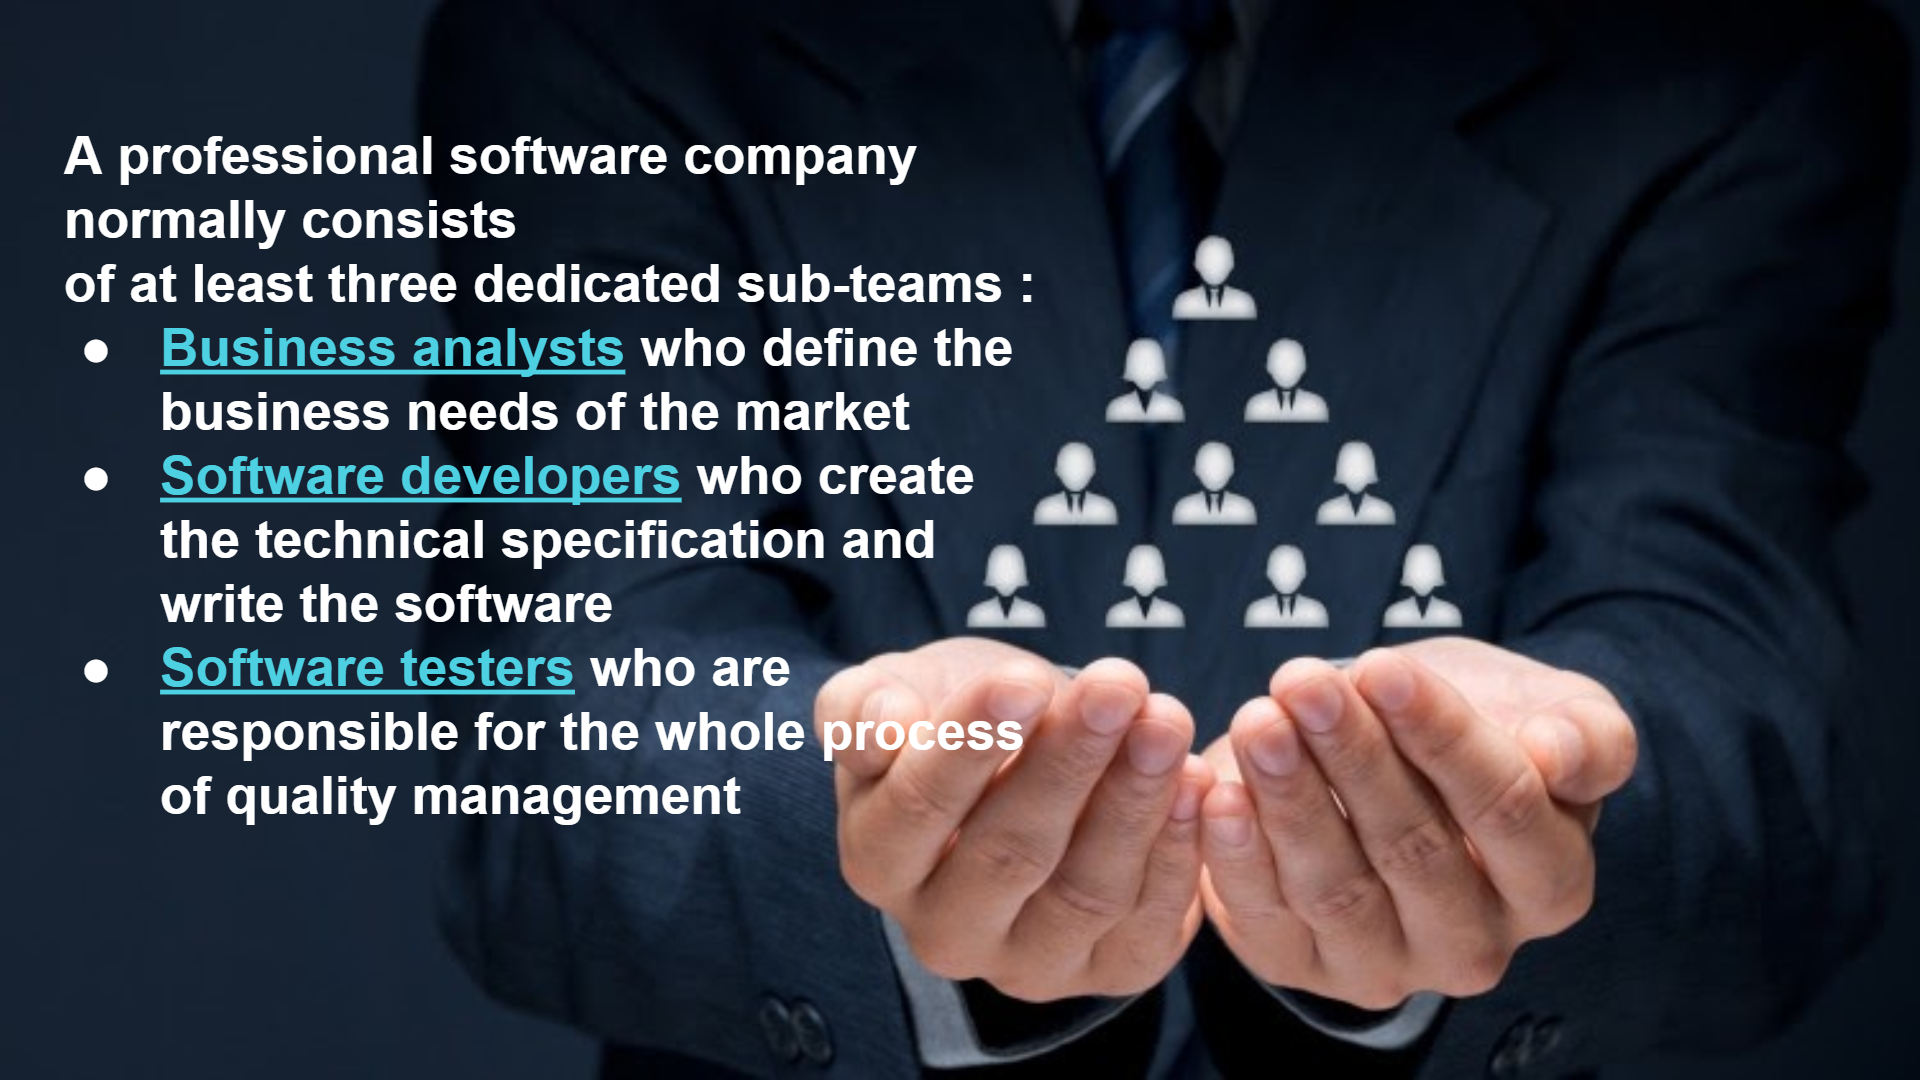 A professional software company
normally consists
of at least three dedicated sub-teams :
● Business analysts who define the
business needs of the market
● Software developers who create
the technical specification and
write the software
● Software testers who are
responsible for the whole process
of quality management